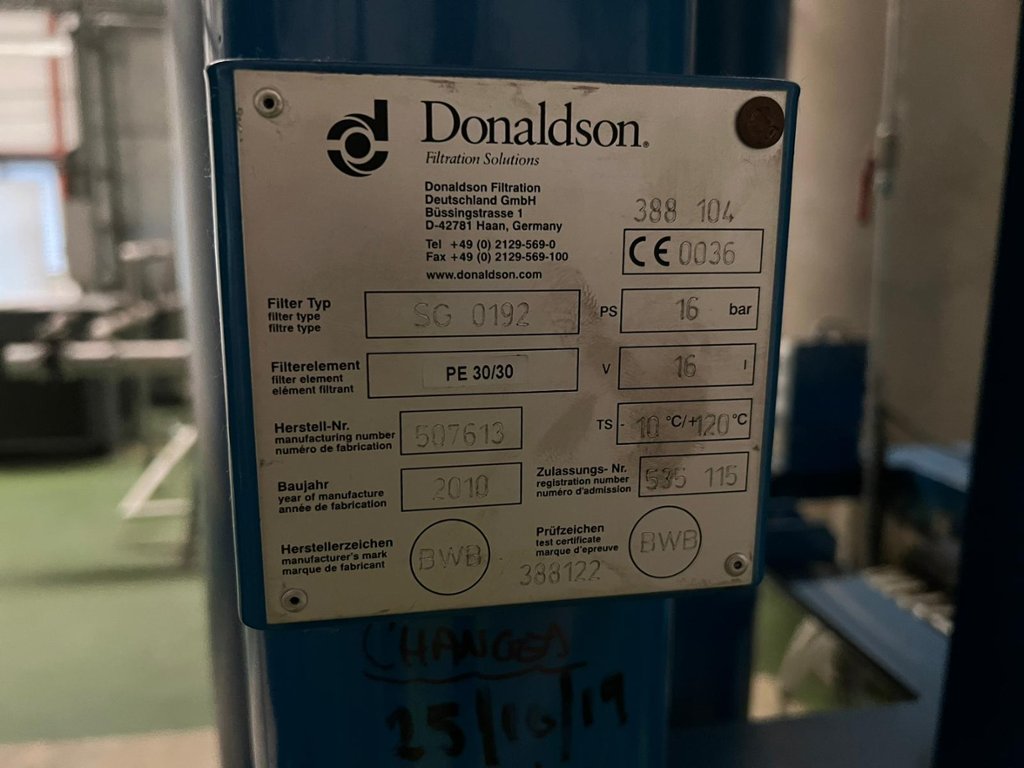 Donaldson.
Filtration Solutions
Donaldson Filtration
Deutschland GmbH
Büssingstrasse 1
D-42781 Haan, Germany
Tel +49 (0) 2129-569-0
Fax +49 (0) 2129-569-100
www.donaldson.com
388 104
CE 0036
Filter Typ
filter type
filtre type
SG 0192
PS 16 bar
Filterelement
filter element
elément filtrant
PE 30/30
V 16 l
Herstell-Nr.
manufacturing number
numéro de fabrication
507613
TS - 10 °C/+120°C
Baujahr
year of manufacture
année de fabrication
2010
Zulassungs- Nr.
registration number
numéro d'admission
535 115
Herstellerzeichen
manufacturer's mark
marque de fabricant
BWB
Prüfzeichen
test certificate
marque d'epreuve
BWB
388122
CHANGED
25/10/19